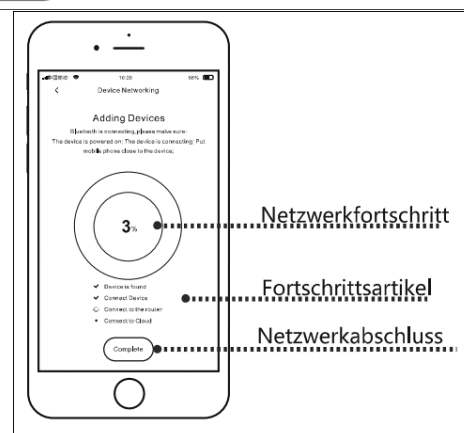 10:20
Device Networking
Adding Devices
Bluetooth is connecting, please make sure:
The device is powered on; The device is connecting; Put
mobile phone close to the device;
3%
Netzwerkfortschritt
Device is found
Connect Device
Fortschrittsartikel
Connect to the router
Connect to Cloud
Netzwerkabschluss
Complete